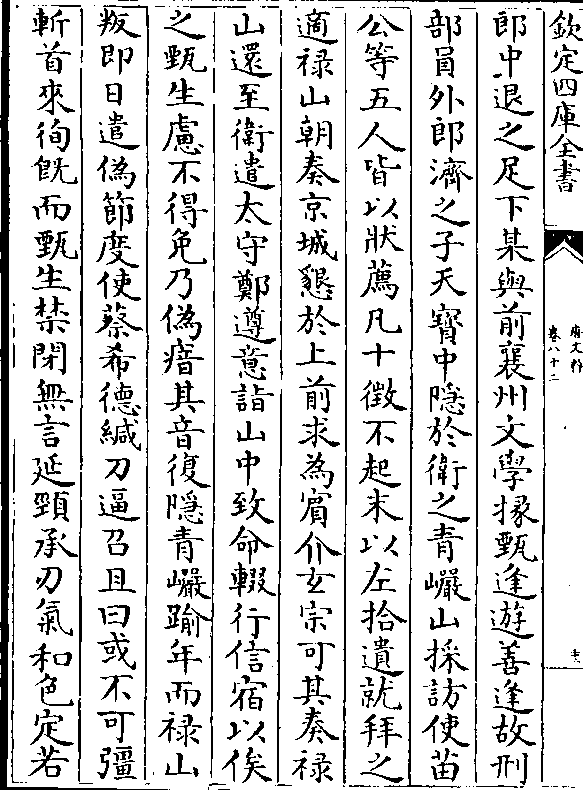 欽定四庫全書
唐文粹
卷八十二
郎中退之足下某與前襄州文學掾甄逢遊善逢故刑
部員外郎濟之子天寶中隱於衛之青巗山採訪使苗
公等五人皆以狀薦凡十徵不起末以左拾遺就拜之
適祿山朝奏京城懇於上前求為賔介玄宗可其奏祿
山還至衛遣太守鄭遵意詣山中致命輟行信宿以俟
之甄生慮不得免乃偽瘖其音復隱青巗踰年而祿山
叛即日遣偽節度使蔡希德緘刀逼召且曰或不可彊
斬首來徇旣而甄生禁閉無言延頸承刃氣和色定若